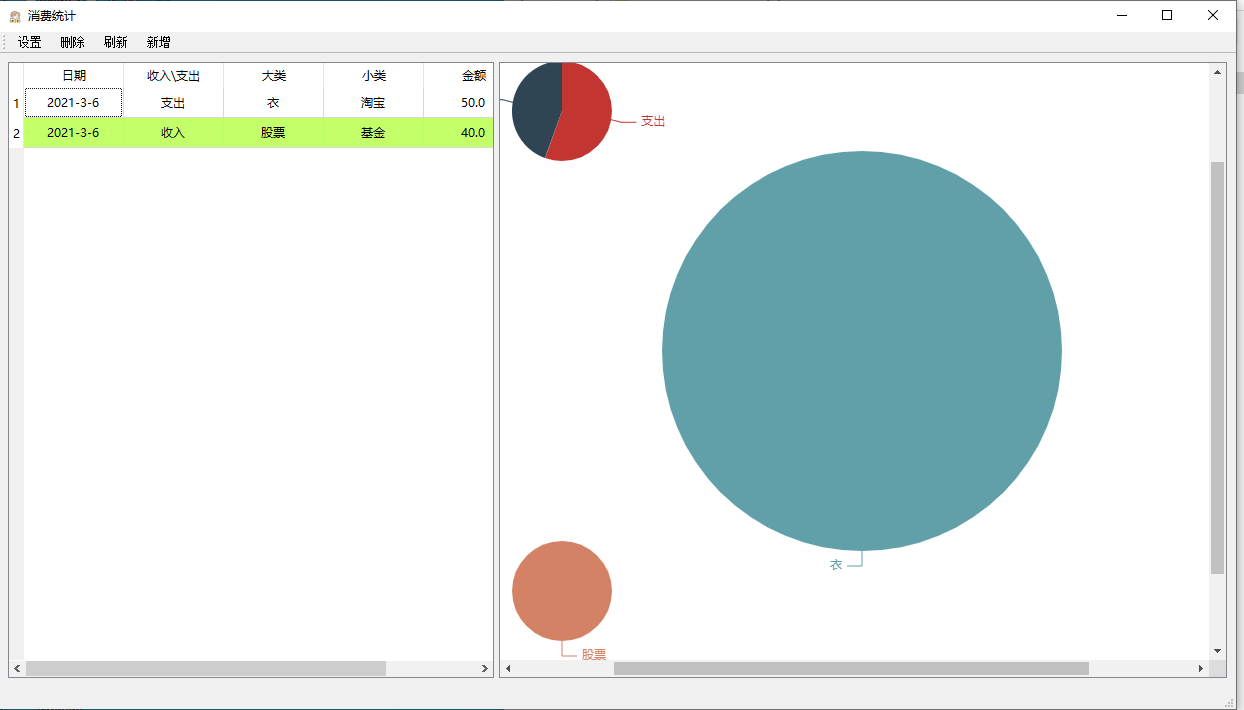 消费统计
设置 删除 刷新 新增
日期 收入\支出 大类 小类 金额
1 2021-3-6 支出 衣 淘宝 50.0
2 2021-3-6 收入 股票 基金 40.0
支出
衣
股票